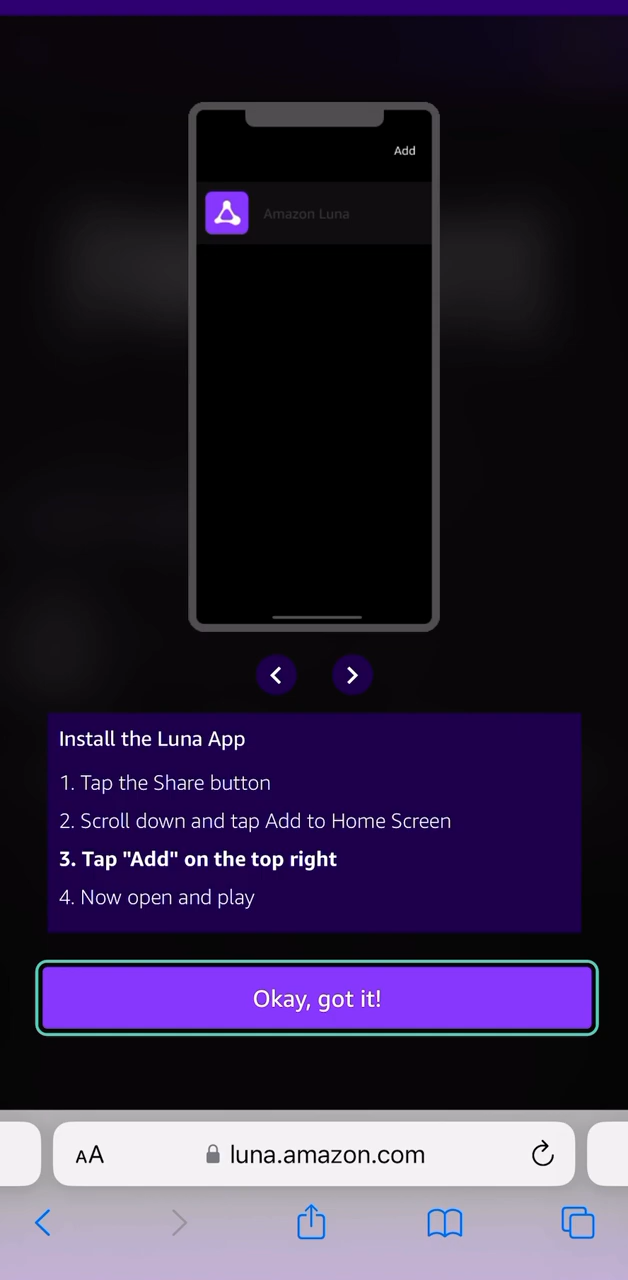 Add
Amazon Luna
Install the Luna App
1. Tap the Share button
2. Scroll down and tap Add to Home Screen
3. Tap "Add" on the top right
4. Now open and play
Okay, got it!
AA luna.amazon.com